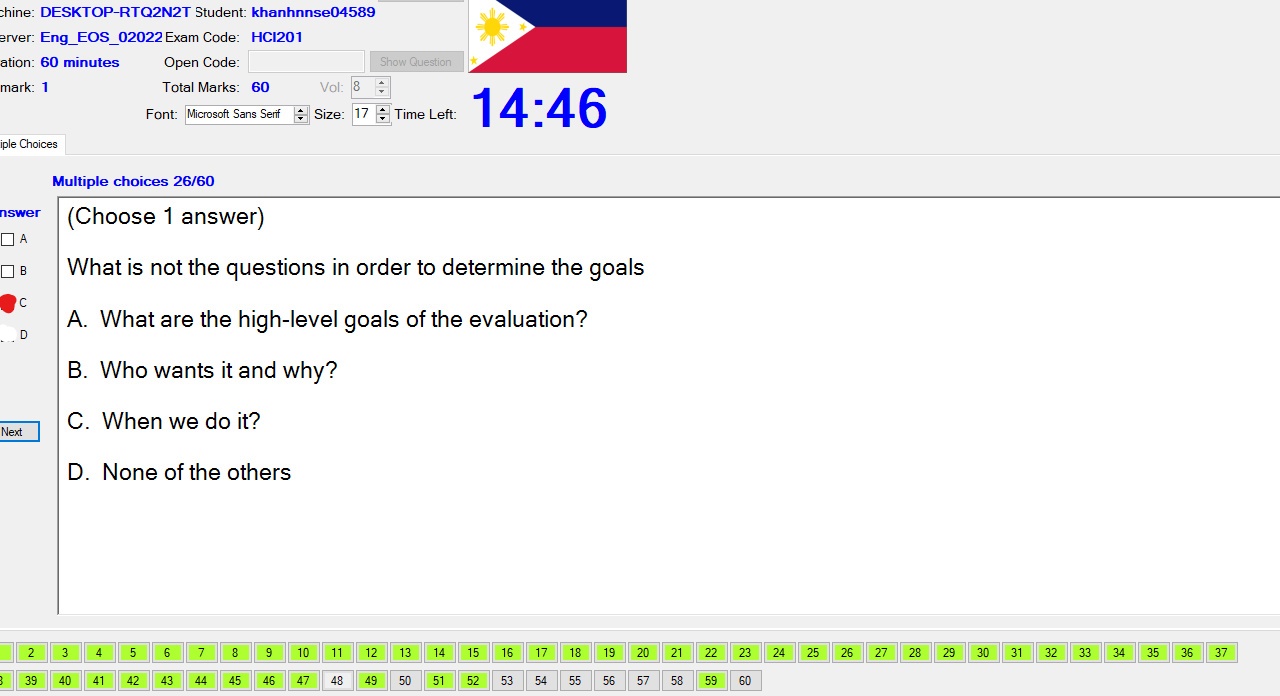 chine: DESKTOP-RTQ2N2T Student: khanhnnse04589
erver: Eng_EOS_02022 Exam Code: HCI201
ation: 60 minutes Open Code: Show Question
mark: 1 Total Marks: 60 Vol: 8
Font: Microsoft Sans Serif Size: 17 Time Left: 14:46
iple Choices
Multiple choices 26/60
nswer
(Choose 1 answer)
A
What is not the questions in order to determine the goals
B
C
A. What are the high-level goals of the evaluation?
D
B. Who wants it and why?
C. When we do it?
Next
D. None of the others
2 3 4 5 6 7 8 9 10 11 12 13 14 15 16 17 18 19 20 21 22 23 24 25 26 27 28 29 30 31 32 33 34 35 36 37
39 40 41 42 43 44 45 46 47 48 49 50 51 52 53 54 55 56 57 58 59 60